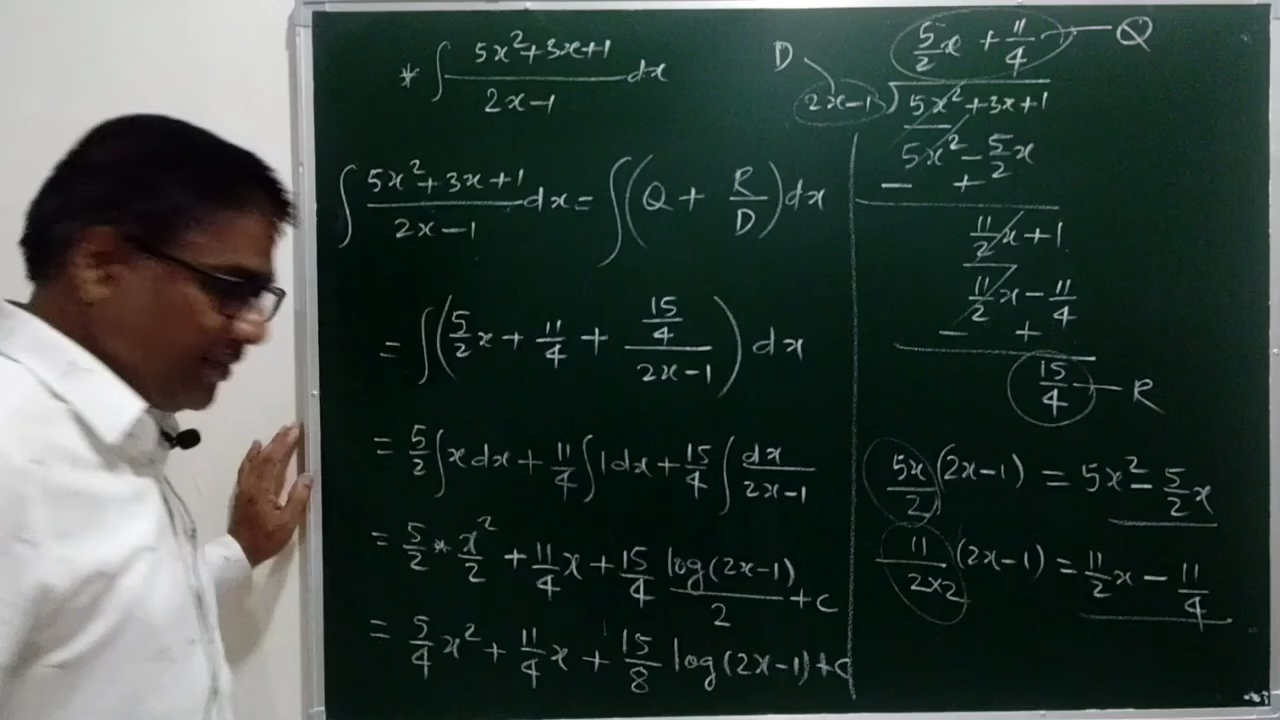 * ∫ (5x²+3x+1)/(2x-1) dx
∫ (5x²+3x+1)/(2x-1) dx = ∫ (Q + R/D) dx
= ∫ (5/2 x + 11/4 + (15/4)/(2x-1)) dx
= 5/2 ∫ x dx + 11/4 ∫ 1 dx + 15/4 ∫ dx/(2x-1)
= 5/2 * x²/2 + 11/4 x + 15/4 log(2x-1)/2 + c
= 5/4 x² + 11/4 x + 15/8 log(2x-1) + c
5/2 x + 11/4 — Q
D
2x-1 ) 5x²+3x+1
5x² - 5/2 x
− +
11/2 x + 1
11/2 x - 11/4
− +
15/4 — R
5x/2 (2x-1) = 5x² - 5/2 x
11/(2×2) (2x-1) = 11/2 x - 11/4